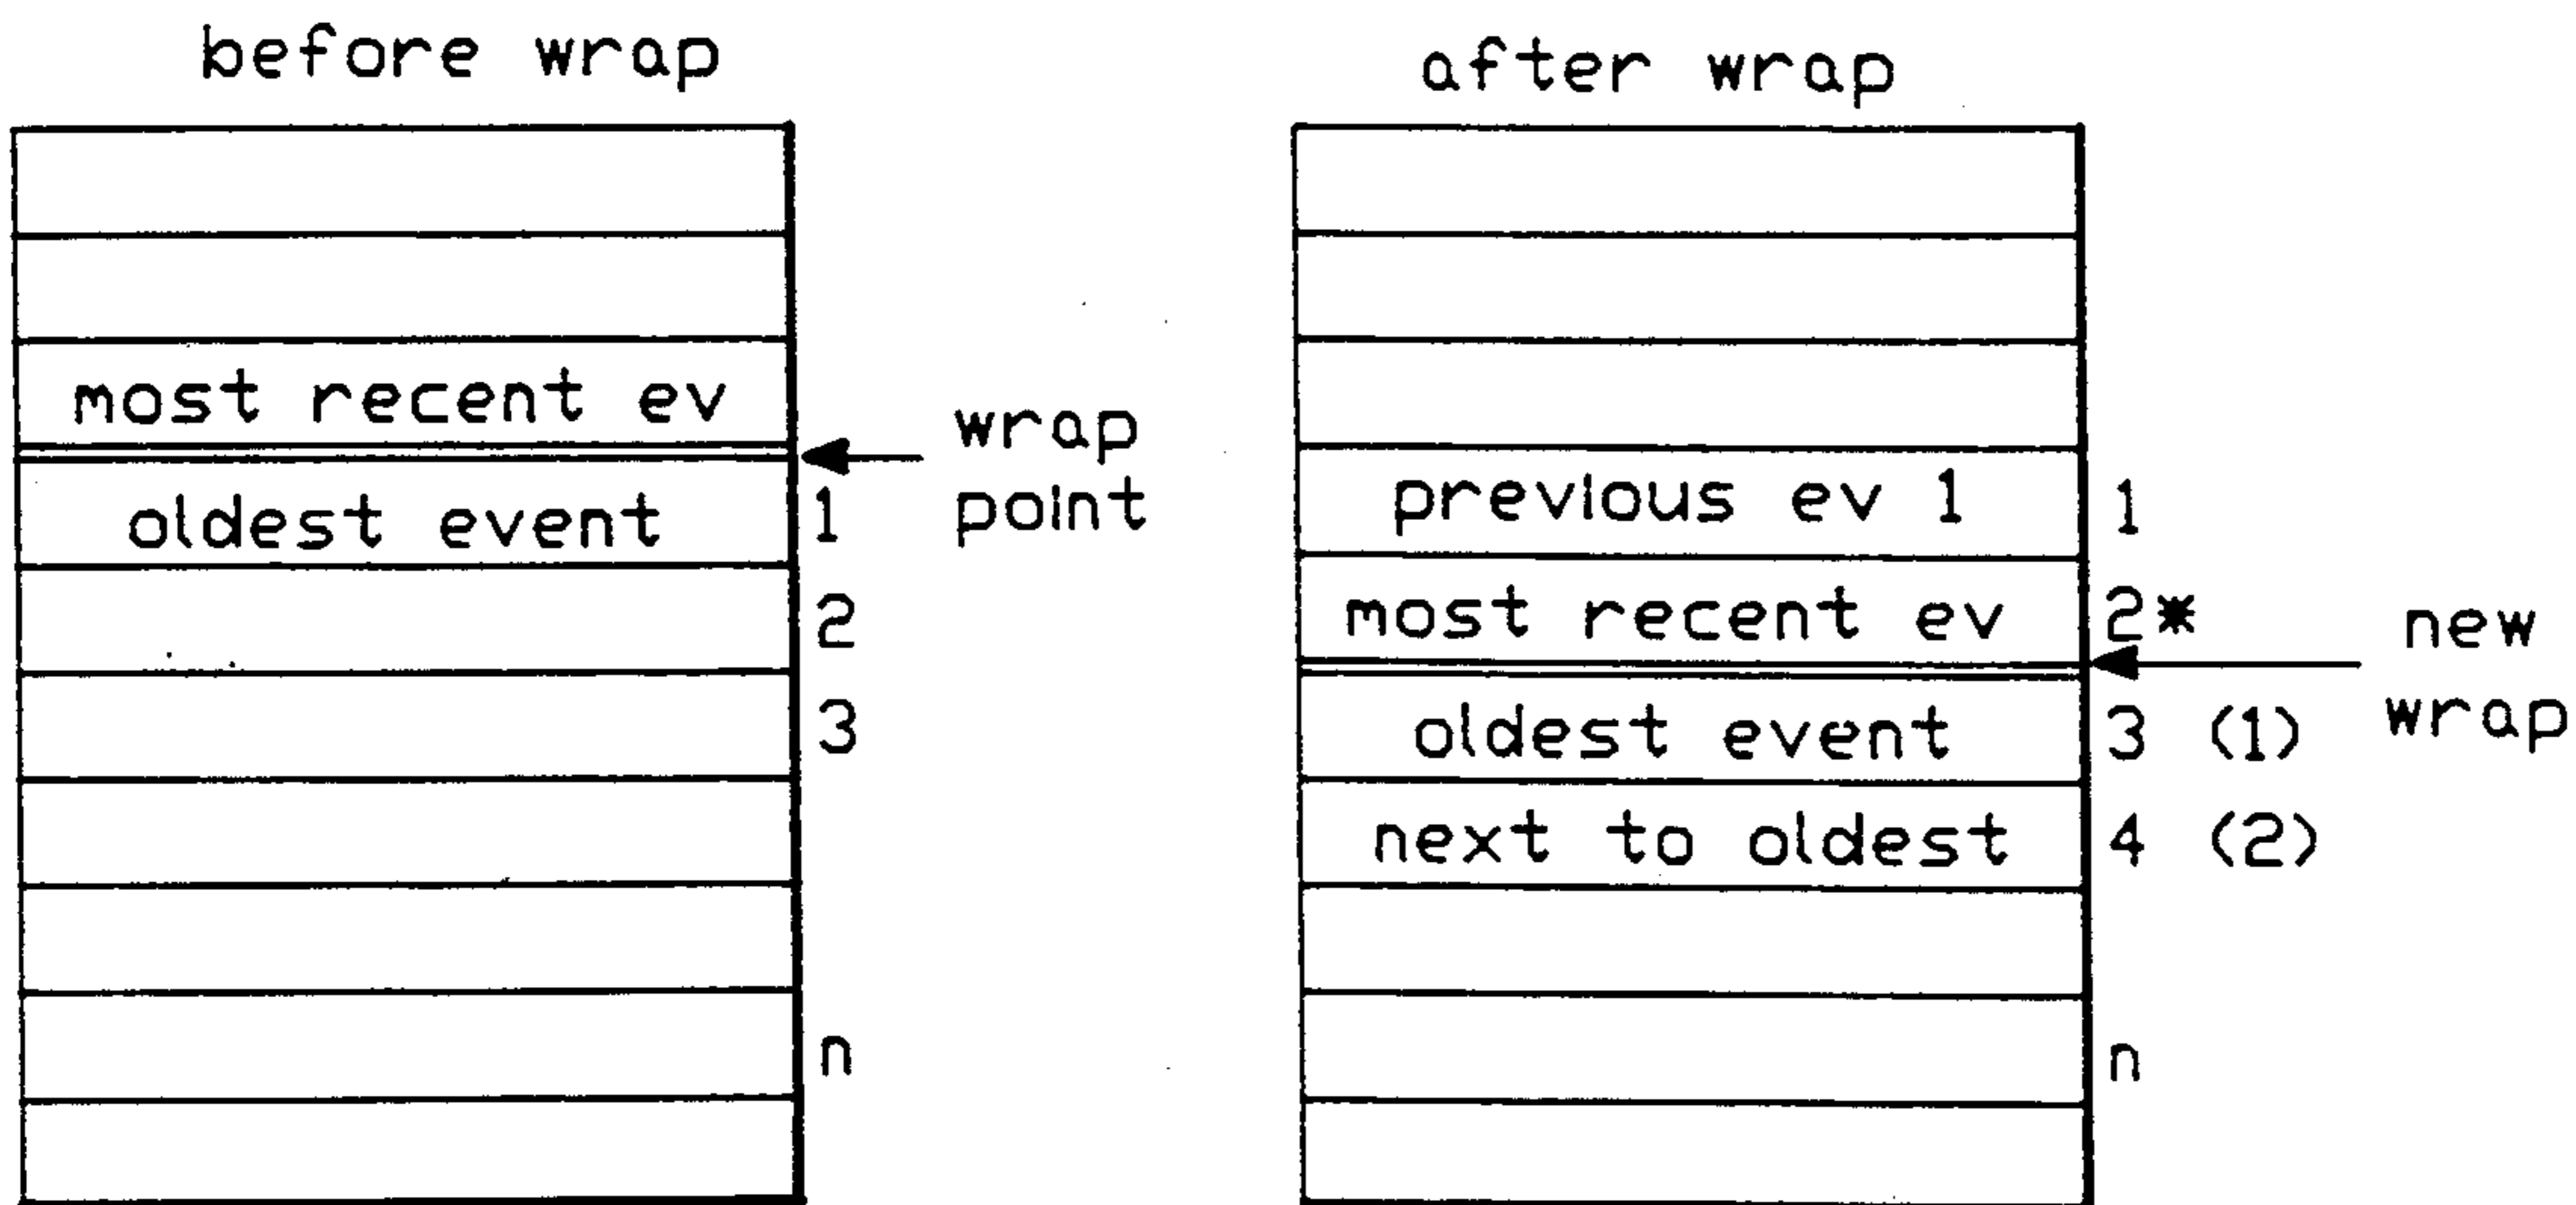 before wrap
most recent ev
wrap
point
oldest event 1
2
3
n
after wrap
previous ev 1 1
most recent ev 2*
new
wrap
oldest event 3 (1)
next to oldest 4 (2)
n